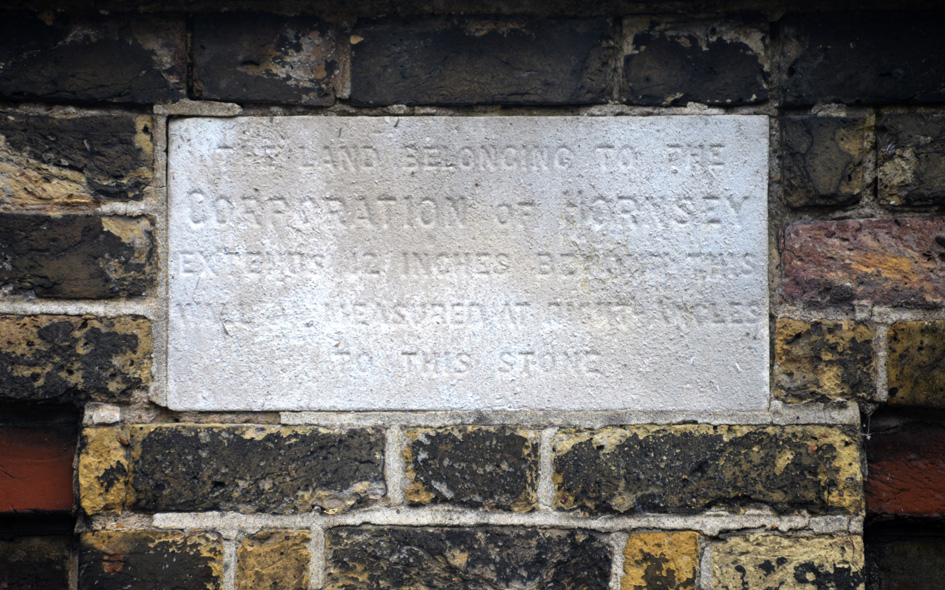 THE LAND BELONGING TO THE
CORPORATION OF HORNSEY
EXTENDS 12 INCHES BEYOND THIS
WALL AS MEASURED AT RIGHT ANGLES
TO THIS STONE